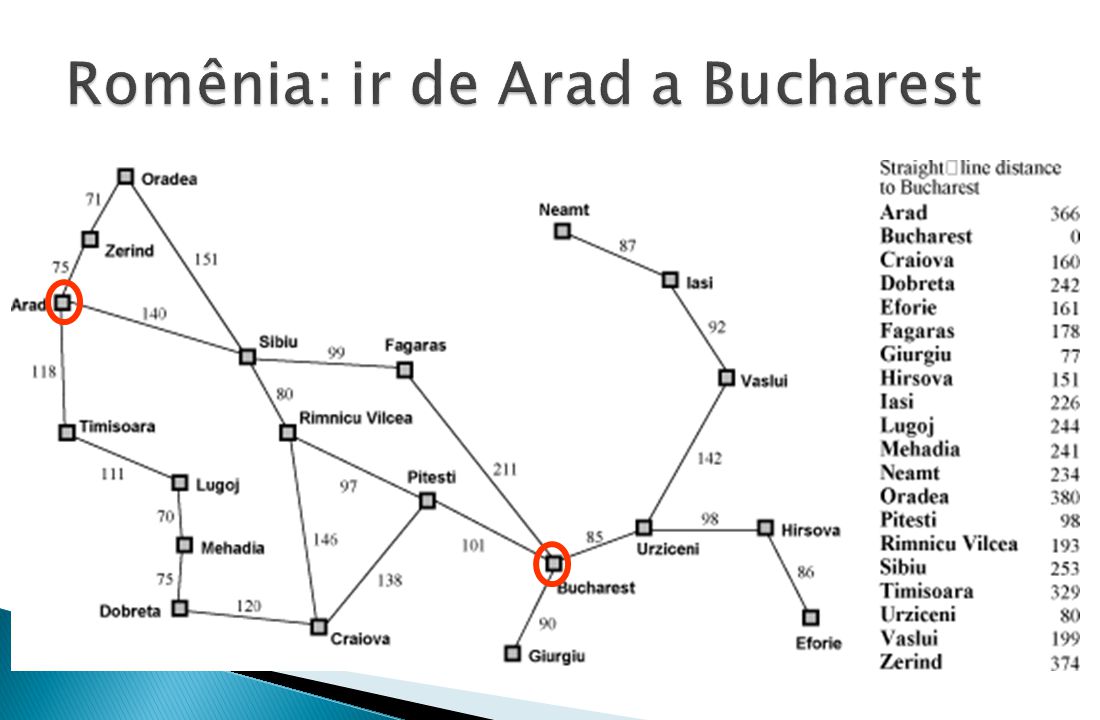 Romênia: ir de Arad a Bucharest
Oradea
71
Neamt
Zerind
87
151
75
Iasi
Arad
140
92
Sibiu
Fagaras
99
118
80
Vaslui
Rimnicu Vilcea
Timisoara
142
111
211
Pitesti
Lugoj
97
70
98
Hirsova
146
101
85
Mehadia
Urziceni
86
75
138
Bucharest
Dobreta
120
90
Craiova
Eforie
Giurgiu
Straight□line distance
to Bucharest
Arad 366
Bucharest 0
Craiova 160
Dobreta 242
Eforie 161
Fagaras 178
Giurgiu 77
Hirsova 151
Iasi 226
Lugoj 244
Mehadia 241
Neamt 234
Oradea 380
Pitesti 98
Rimnicu Vilcea 193
Sibiu 253
Timisoara 329
Urziceni 80
Vaslui 199
Zerind 374